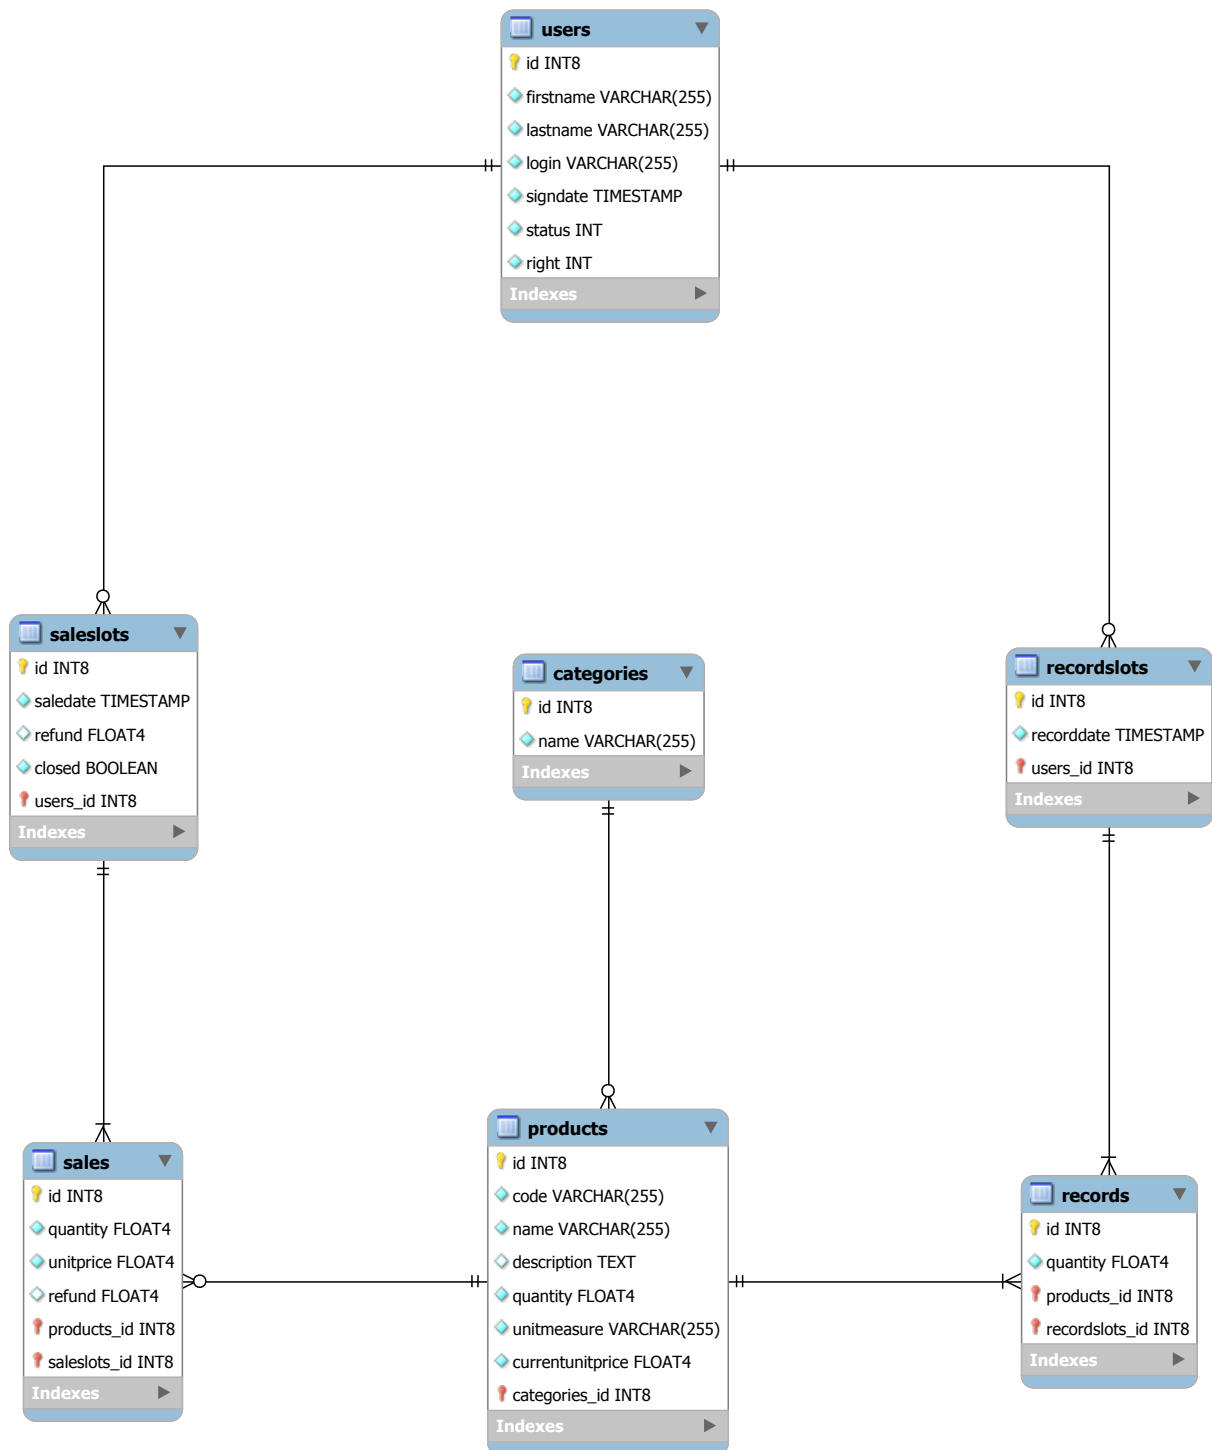 users
id INT8
firstname VARCHAR(255)
lastname VARCHAR(255)
login VARCHAR(255)
signdate TIMESTAMP
status INT
right INT
Indexes
saleslots
id INT8
saledate TIMESTAMP
refund FLOAT4
closed BOOLEAN
users_id INT8
Indexes
categories
id INT8
name VARCHAR(255)
Indexes
recordslots
id INT8
recorddate TIMESTAMP
users_id INT8
Indexes
sales
id INT8
quantity FLOAT4
unitprice FLOAT4
refund FLOAT4
products_id INT8
saleslots_id INT8
Indexes
products
id INT8
code VARCHAR(255)
name VARCHAR(255)
description TEXT
quantity FLOAT4
unitmeasure VARCHAR(255)
currentunitprice FLOAT4
categories_id INT8
Indexes
records
id INT8
quantity FLOAT4
products_id INT8
recordslots_id INT8
Indexes